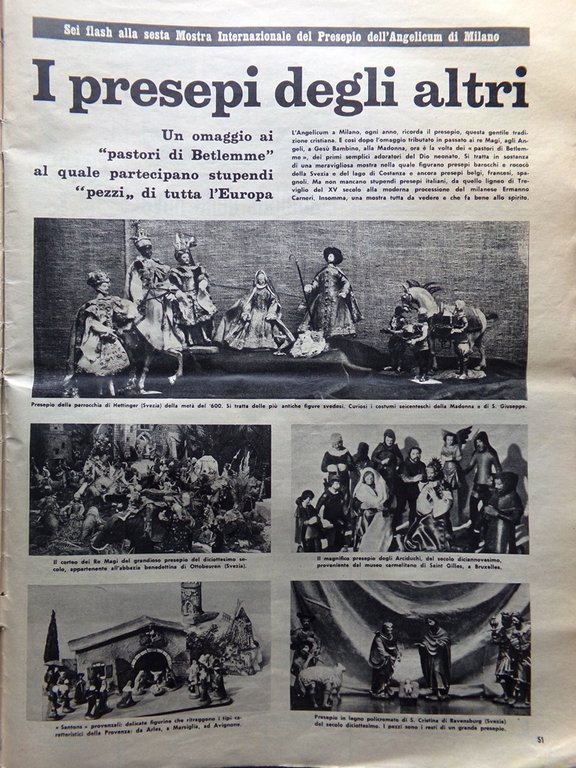 Sei flash alla sesta Mostra Internazionale del Presepio dell'Angelicum di Milano
I presepi degli altri
Un omaggio ai
“pastori di Betlemme”
al quale partecipano stupendi
“pezzi„ di tutta l'Europa
L'Angelicum a Milano, ogni anno, ricorda il presepio, questa gentile tradi-
zione cristiana. E così dopo l'omaggio tributato in passato ai re Magi, agli An-
geli, a Gesù Bambino, alla Madonna, ora è la volta dei « pastori di Betlem-
me », dei primi semplici adoratori del Dio neonato. Si tratta in sostanza
di una meravigliosa mostra nella quale figurano presepi barocchi e rococò
della Svezia e del lago di Costanza e ancora presepi belgi, francesi, spa-
gnoli. Ma non mancano stupendi presepi italiani, da quello ligneo di Tre-
viglio del XV secolo alla moderna processione del milanese Ermanno
Carneri. Insomma, una mostra tutta da vedere e che fa bene allo spirito.
Presepio della parrocchia di Hettinger (Svezia) della metà del '600. Si tratta delle più antiche figure svedesi. Curiosi i costumi seicenteschi della Madonna e di S. Giuseppe.
Il corteo dei Re Magi del grandioso presepio del diciottesimo se-
colo, appartenente all'abbazia benedettina di Ottobeuren (Svezia).
Il magnifico presepio degli Arciduchi, del secolo diciannovesimo,
proveniente dal museo carmelitano di Saint Gilles, a Bruxelles.
« Santons » provenzali: delicate figurine che ritraggono i tipi ca-
ratteristici della Provenza: da Arles, a Marsiglia, ad Avignone.
Presepio in legno policromato di S. Cristina di Ravensburg (Svezia)
del secolo diciottesimo. I pezzi sono i resti di un grande presepio.
51